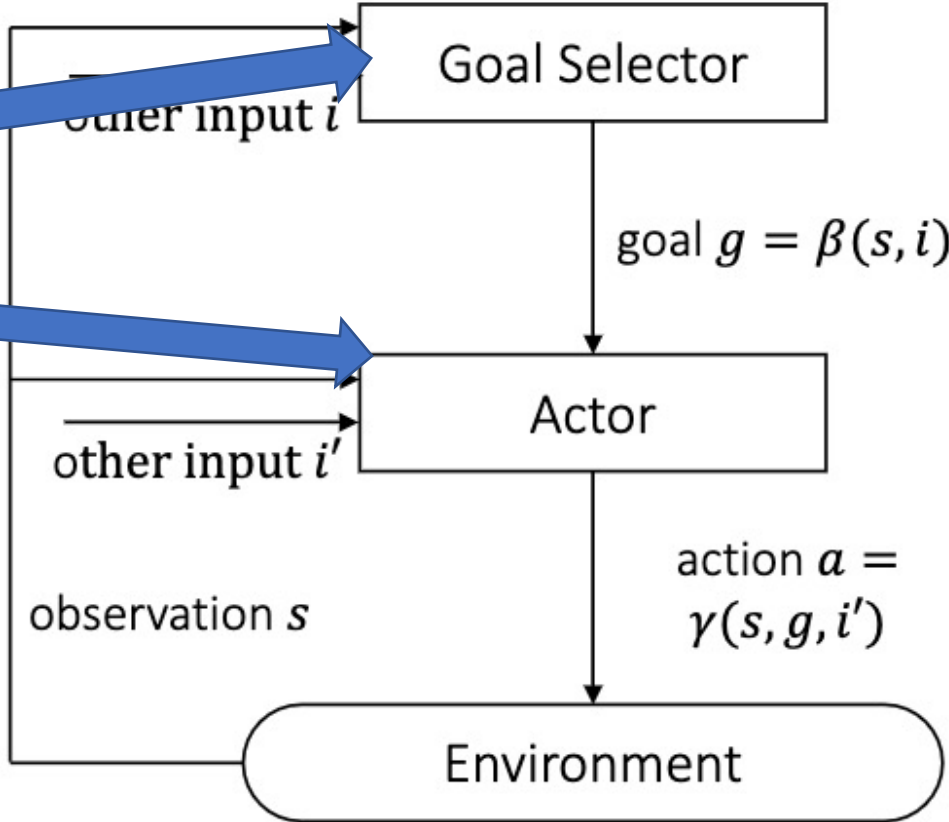 Goal Selector
other input i
goal g = β(s, i)
Actor
other input i′
action a =
γ(s, g, i′)
observation s
Environment